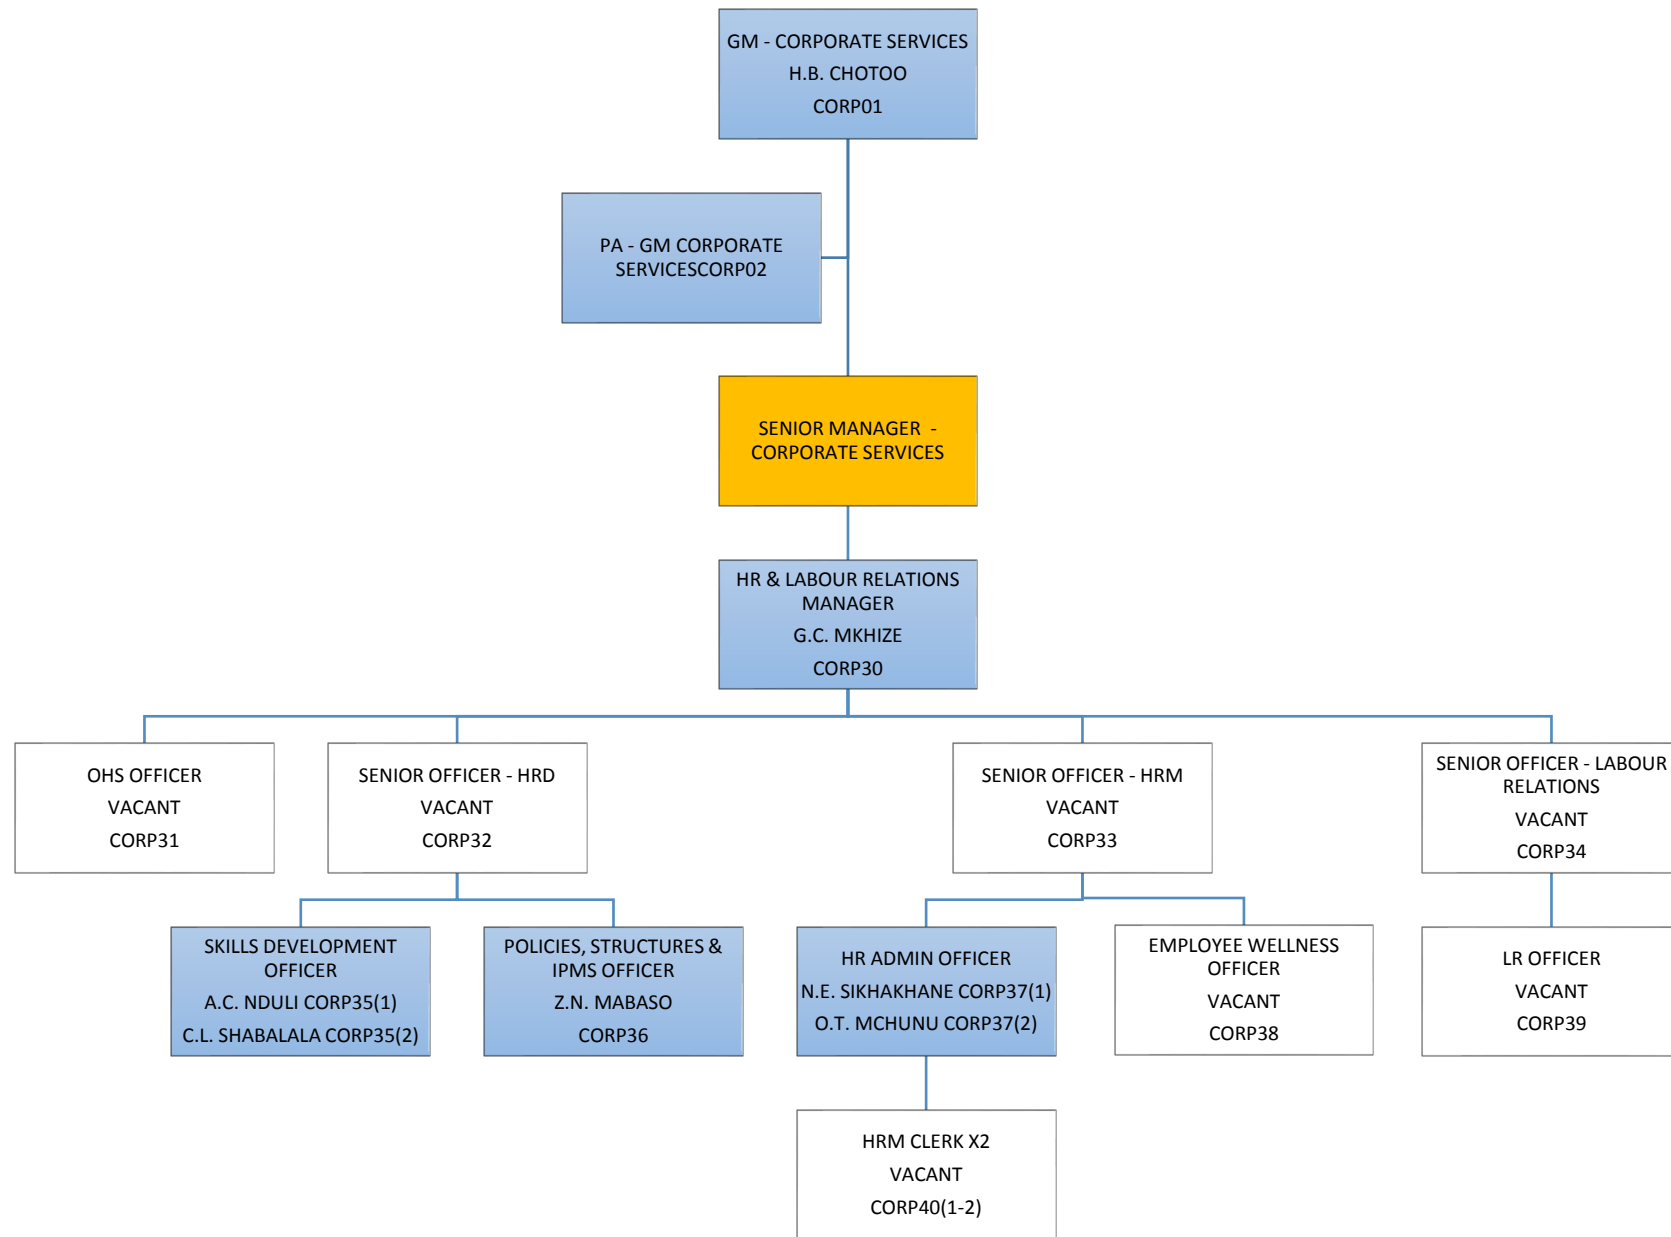 GM - CORPORATE SERVICES
H.B. CHOTOO
CORP01
PA - GM CORPORATE
SERVICESCORP02
SENIOR MANAGER  -
CORPORATE SERVICES
HR & LABOUR RELATIONS
MANAGER
G.C. MKHIZE
CORP30
OHS OFFICER
VACANT
CORP31
SENIOR OFFICER - HRD
VACANT
CORP32
SENIOR OFFICER - HRM
VACANT
CORP33
SENIOR OFFICER - LABOUR
RELATIONS
VACANT
CORP34
SKILLS DEVELOPMENT
OFFICER
A.C. NDULI CORP35(1)
C.L. SHABALALA CORP35(2)
POLICIES, STRUCTURES &
IPMS OFFICER
Z.N. MABASO
CORP36
HR ADMIN OFFICER
N.E. SIKHAKHANE CORP37(1)
O.T. MCHUNU CORP37(2)
EMPLOYEE WELLNESS
OFFICER
VACANT
CORP38
LR OFFICER
VACANT
CORP39
HRM CLERK X2
VACANT
CORP40(1-2)